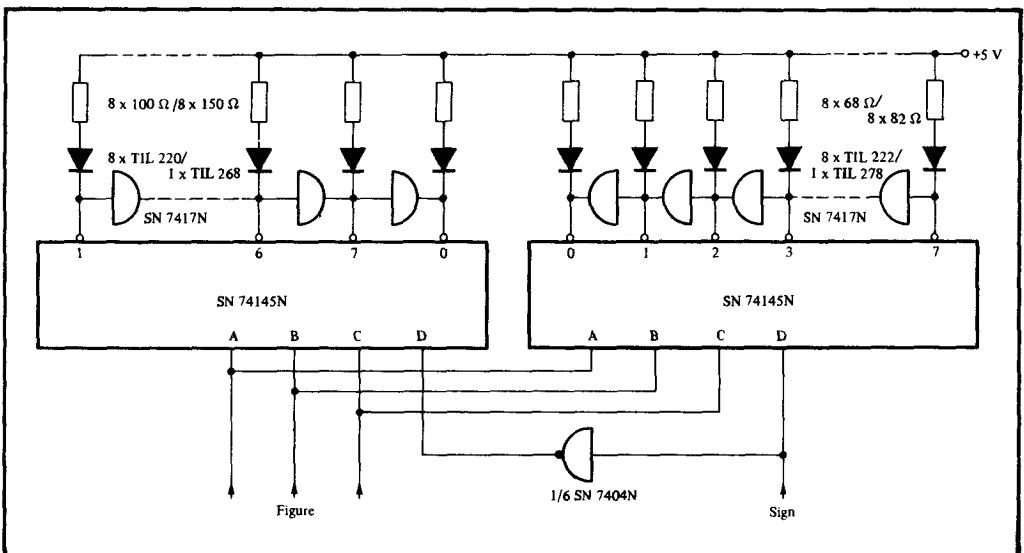 +5 V
8 x 100 Ω /8 x 150 Ω
8 x 68 Ω/
8 x 82 Ω
8 x TIL 220/
1 x TIL 268
8 x TIL 222/
1 x TIL 278
SN 7417N
SN 7417N
1 6 7 0
0 1 2 3 7
SN 74145N
SN 74145N
A B C D
A B C D
1/6 SN 7404N
Figure
Sign